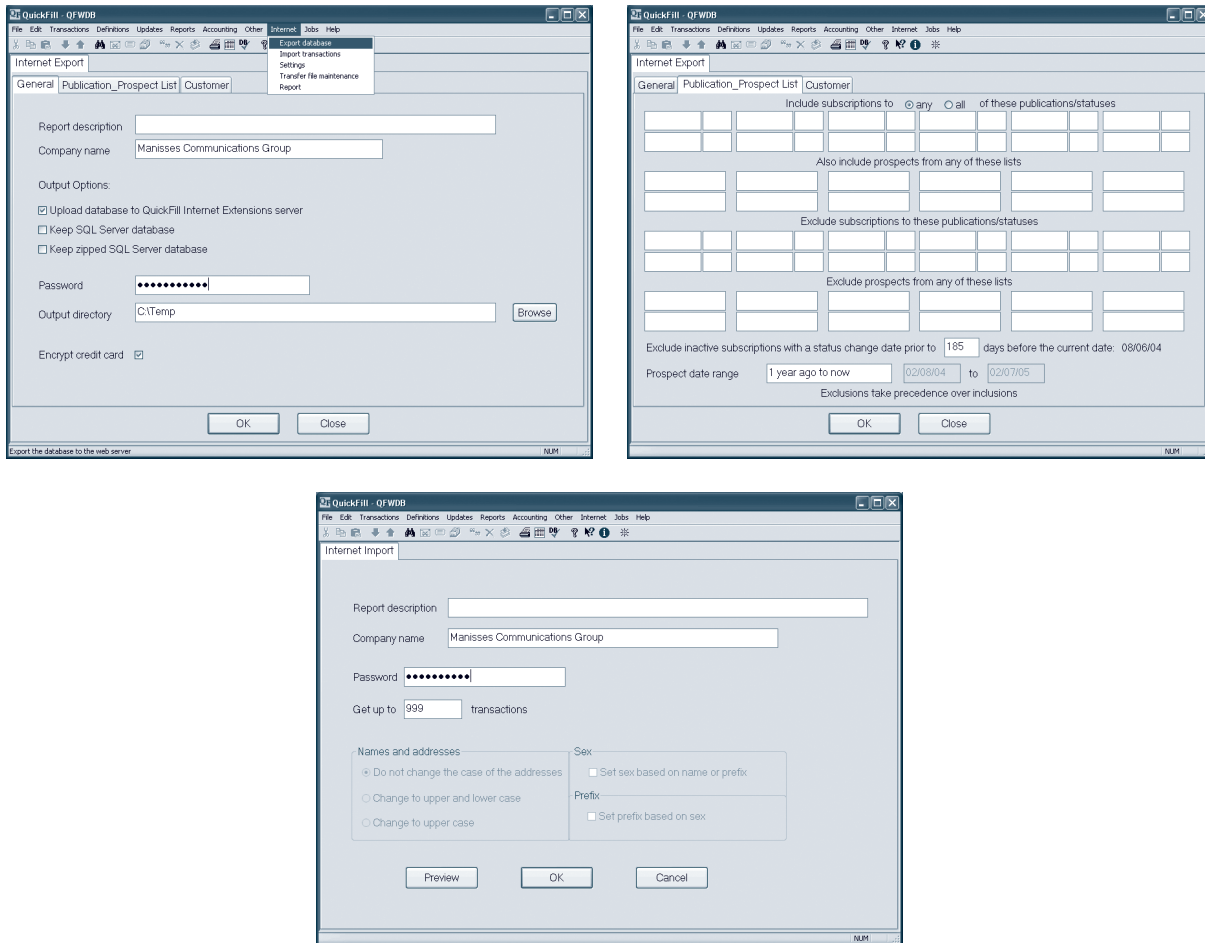 QuickFill - QFWDB
File Edit Transactions Definitions Updates Reports Accounting Other Internet Jobs Help
Export database
Import transactions
Settings
Transfer file maintenance
Report
Internet Export
General Publication_Prospect List Customer
Report description
Company name Manisses Communications Group
Output Options:
Upload database to QuickFill Internet Extensions server
Keep SQL Server database
Keep zipped SQL Server database
Password •••••••••••
Output directory C:\Temp Browse
Encrypt credit card
OK Close
Export the database to the web server NUM
QuickFill - QFWDB
File Edit Transactions Definitions Updates Reports Accounting Other Internet Jobs Help
Internet Export
General Publication_Prospect List Customer
Include subscriptions to any all of these publications/statuses
Also include prospects from any of these lists
Exclude subscriptions to these publications/statuses
Exclude prospects from any of these lists
Exclude inactive subscriptions with a status change date prior to 185 days before the current date: 08/06/04
Prospect date range 1 year ago to now 02/08/04 to 02/07/05
Exclusions take precedence over inclusions
OK Close
NUM
QuickFill - QFWDB
File Edit Transactions Definitions Updates Reports Accounting Other Internet Jobs Help
Internet Import
Report description
Company name Manisses Communications Group
Password ••••••••••
Get up to 999 transactions
Names and addresses
Do not change the case of the addresses
Change to upper and lower case
Change to upper case
Sex
Set sex based on name or prefix
Prefix
Set prefix based on sex
Preview OK Cancel
NUM